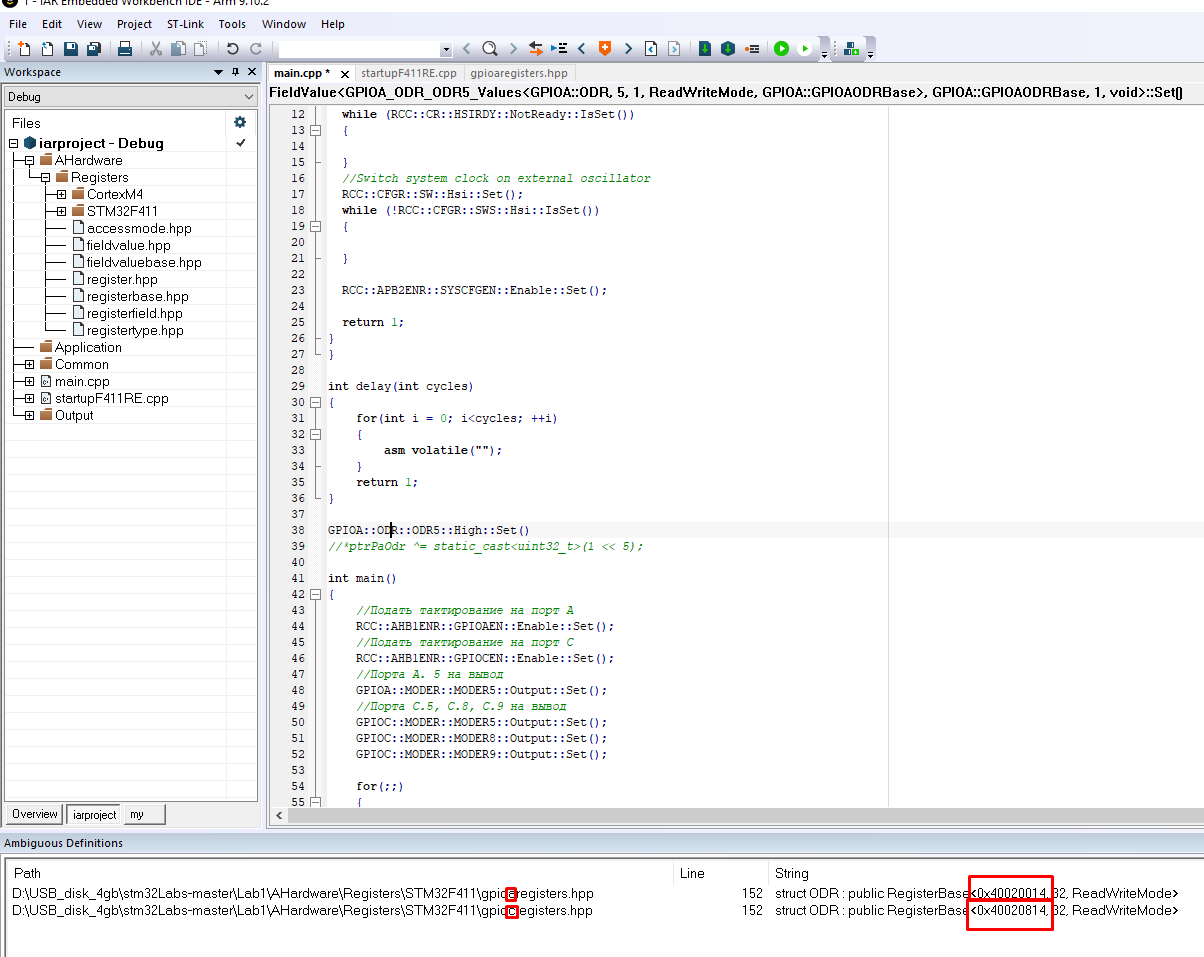 1 - IAR Embedded Workbench IDE - Arm 9.10.2
File Edit View Project ST-Link Tools Window Help
Workspace
main.cpp * startupF411RE.cpp gpioaregisters.hpp
Debug
FieldValue<GPIOA_ODR_ODR5_Values<GPIOA::ODR, 5, 1, ReadWriteMode, GPIOA::GPIOAODRBase>, GPIOA::GPIOAODRBase, 1, void>::Set()
Files
iarproject - Debug
AHardware
Registers
CortexM4
STM32F411
accessmode.hpp
fieldvalue.hpp
fieldvaluebase.hpp
register.hpp
registerbase.hpp
registerfield.hpp
registertype.hpp
Application
Common
main.cpp
startupF411RE.cpp
Output
Overview iarproject my
12 while (RCC::CR::HSIRDY::NotReady::IsSet())
13 {
14
15 }
16 //Switch system clock on external oscillator
17 RCC::CFGR::SW::Hsi::Set();
18 while (!RCC::CFGR::SWS::Hsi::IsSet())
19 {
20
21 }
22
23 RCC::APB2ENR::SYSCFGEN::Enable::Set();
24
25 return 1;
26 }
27 }
28
29 int delay(int cycles)
30 {
31 for(int i = 0; i<cycles; ++i)
32 {
33 asm volatile("");
34 }
35 return 1;
36 }
37
38 GPIOA::ODR::ODR5::High::Set()
39 //*ptrPaOdr ^= static_cast<uint32_t>(1 << 5);
40
41 int main()
42 {
43 //Подать тактирование на порт А
44 RCC::AHB1ENR::GPIOAEN::Enable::Set();
45 //Подать тактирование на порт С
46 RCC::AHB1ENR::GPIOCEN::Enable::Set();
47 //Порта А. 5 на вывод
48 GPIOA::MODER::MODER5::Output::Set();
49 //Порта С.5, С.8, С.9 на вывод
50 GPIOC::MODER::MODER5::Output::Set();
51 GPIOC::MODER::MODER8::Output::Set();
52 GPIOC::MODER::MODER9::Output::Set();
53
54 for(;;)
55 {
Ambiguous Definitions
Path Line String
D:\USB_disk_4gb\stm32Labs-master\Lab1\AHardware\Registers\STM32F411\gpioaregisters.hpp 152 struct ODR : public RegisterBase<0x40020014, 32, ReadWriteMode>
D:\USB_disk_4gb\stm32Labs-master\Lab1\AHardware\Registers\STM32F411\gpiocregisters.hpp 152 struct ODR : public RegisterBase<0x40020814, 32, ReadWriteMode>